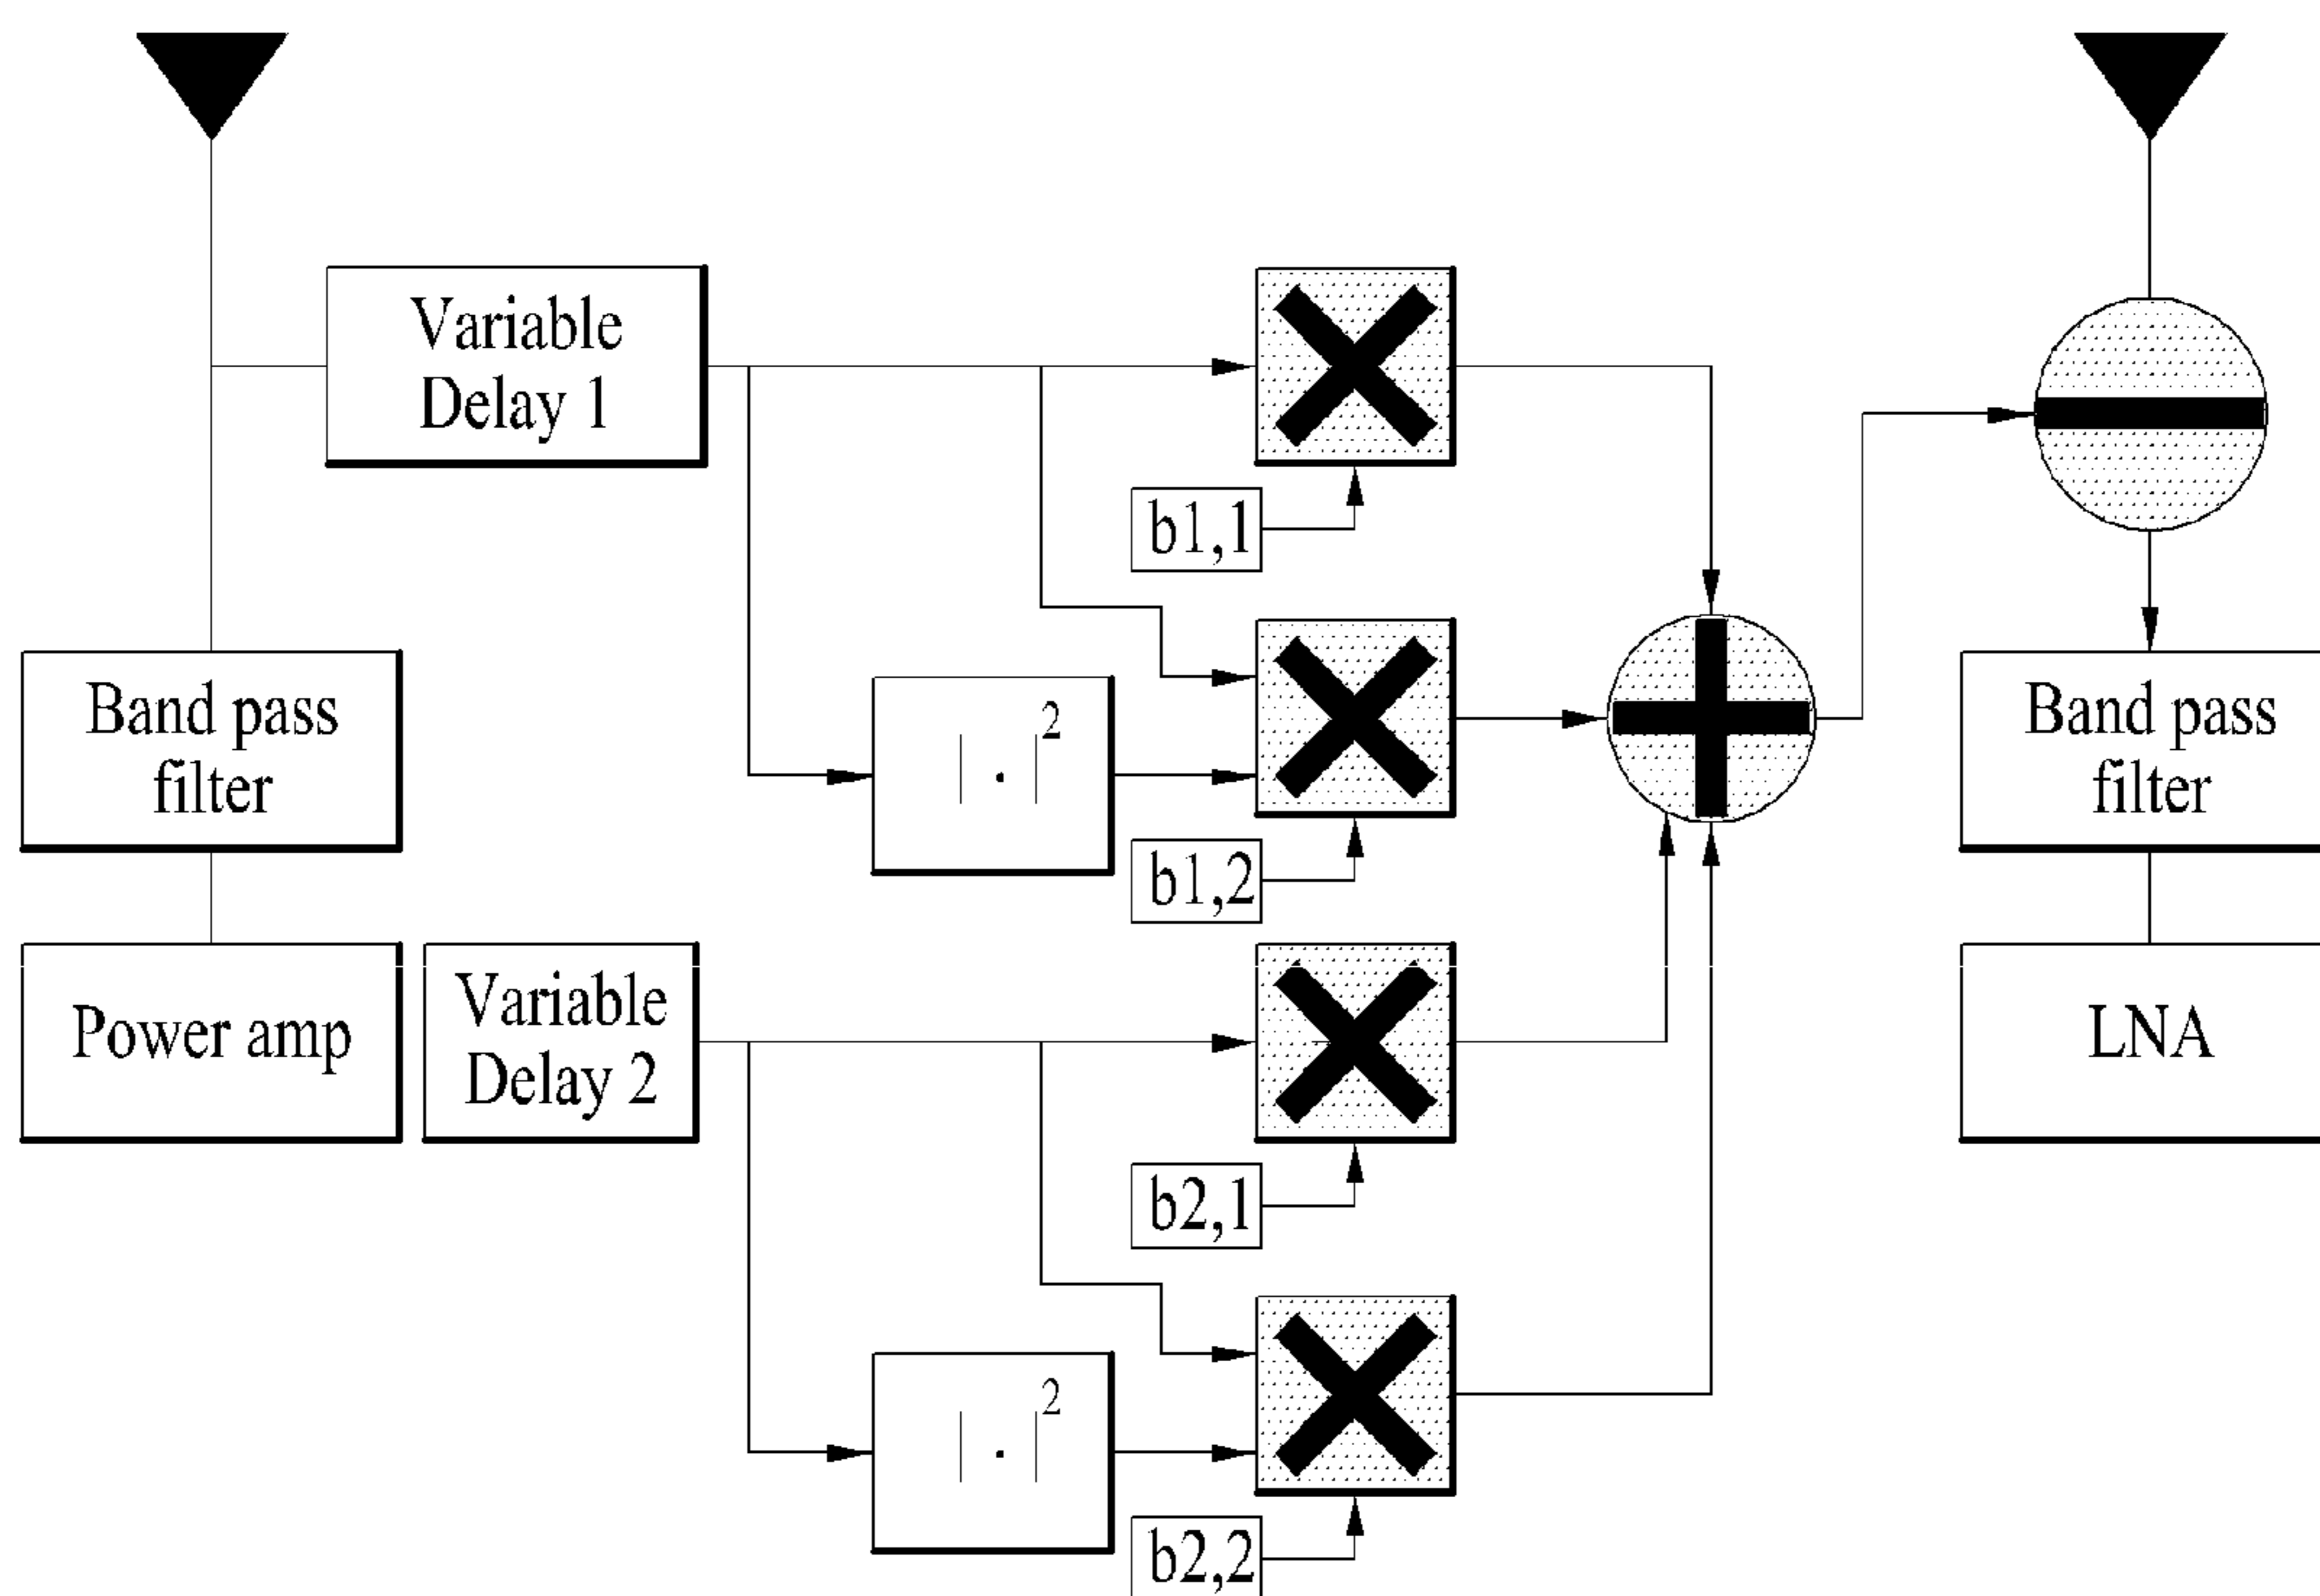 Variable
Delay 1
b1,1
Band pass
filter
| · |²
b1,2
Band pass
filter
Power amp
Variable
Delay 2
LNA
b2,1
| · |²
b2,2